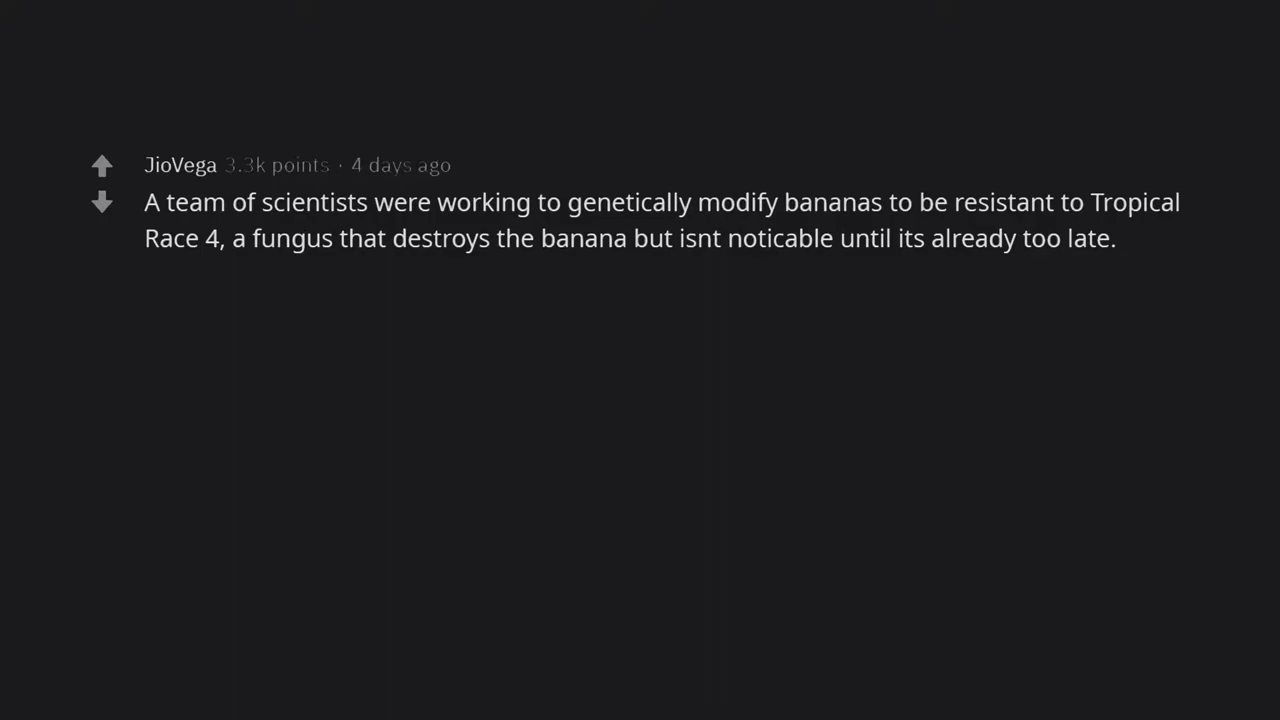 JioVega 3.3k points · 4 days ago
A team of scientists were working to genetically modify bananas to be resistant to Tropical
Race 4, a fungus that destroys the banana but isnt noticable until its already too late.